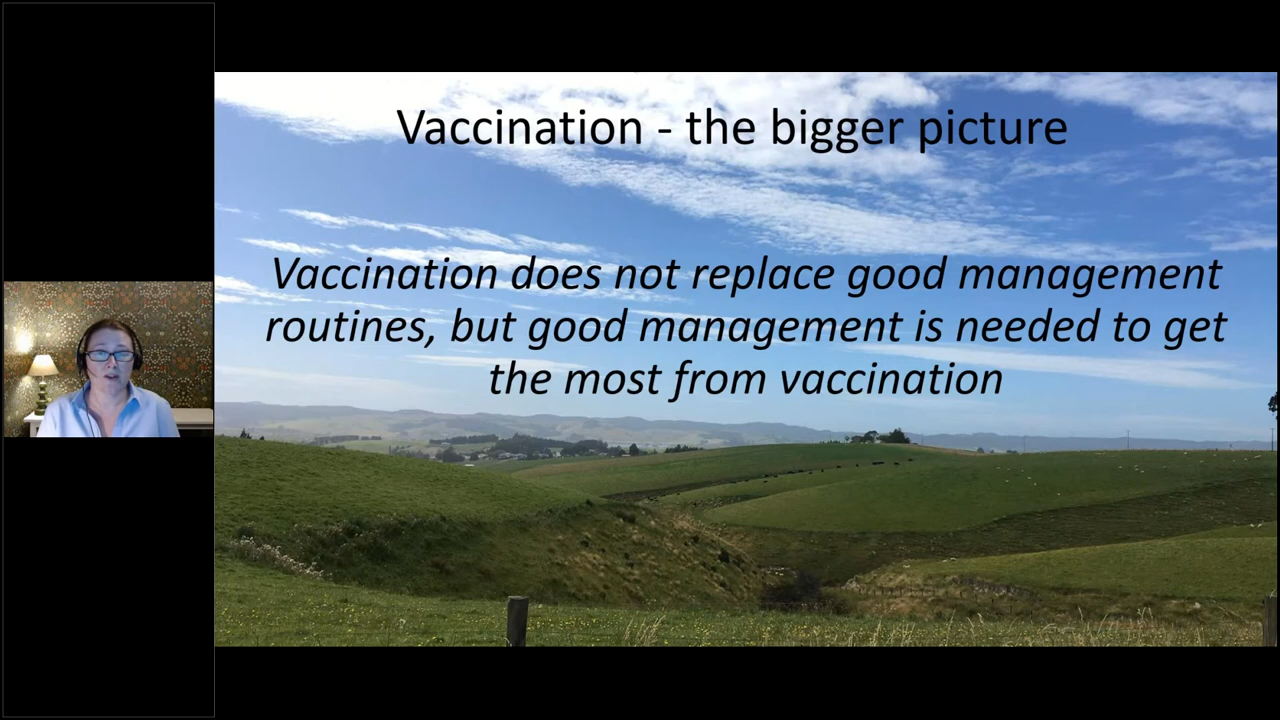 Vaccination - the bigger picture
Vaccination does not replace good management
routines, but good management is needed to get
the most from vaccination